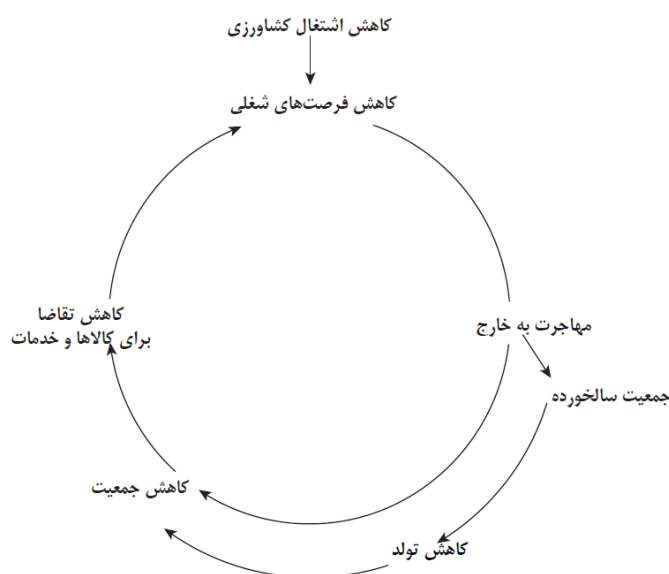 کاهش اشتغال کشاورزی
کاهش فرصت‌های شغلی
مهاجرت به خارج
جمعیت سالخورده
کاهش تولد
کاهش جمعیت
کاهش تقاضا
برای کالاها و خدمات